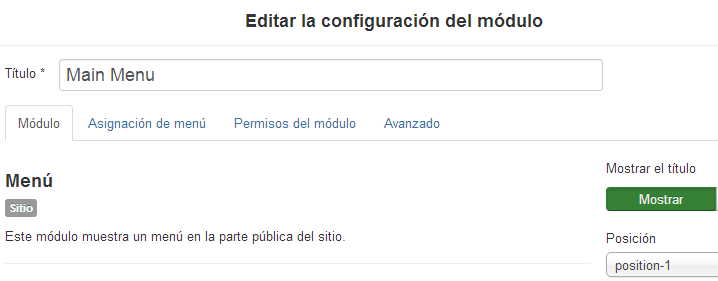 Editar la configuración del módulo
Título *
Main Menu
Módulo Asignación de menú Permisos del módulo Avanzado
Menú
Sitio
Este módulo muestra un menú en la parte pública del sitio.
Mostrar el título
Mostrar
Posición
position-1